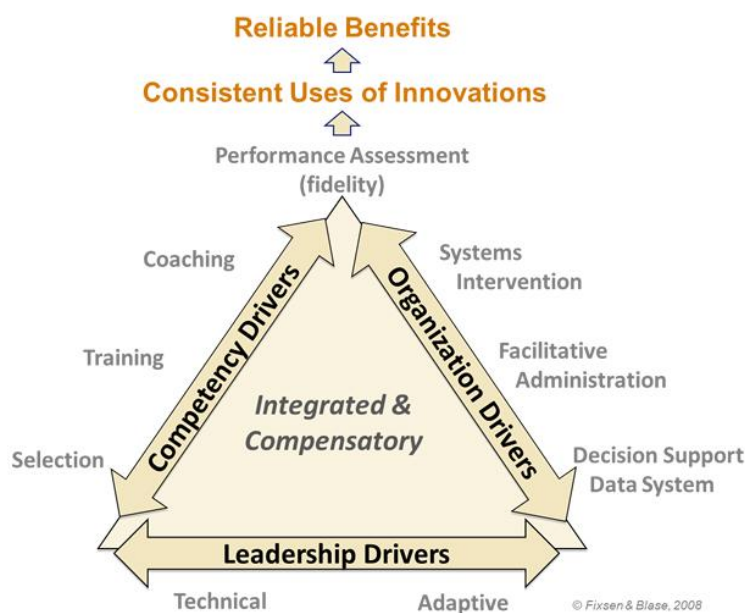 Reliable Benefits
Consistent Uses of Innovations
Performance Assessment
(fidelity)
Coaching
Training
Selection
Competency Drivers
Systems
Intervention
Facilitative
Administration
Decision Support
Data System
Organization Drivers
Integrated &
Compensatory
Leadership Drivers
Technical
Adaptive
© Fixsen & Blase, 2008